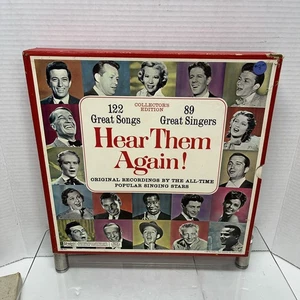 COLLECTOR'S
EDITION
122
Great Songs
89
Great Singers
Hear Them
Again!
ORIGINAL RECORDINGS BY THE ALL-TIME
POPULAR SINGING STARS